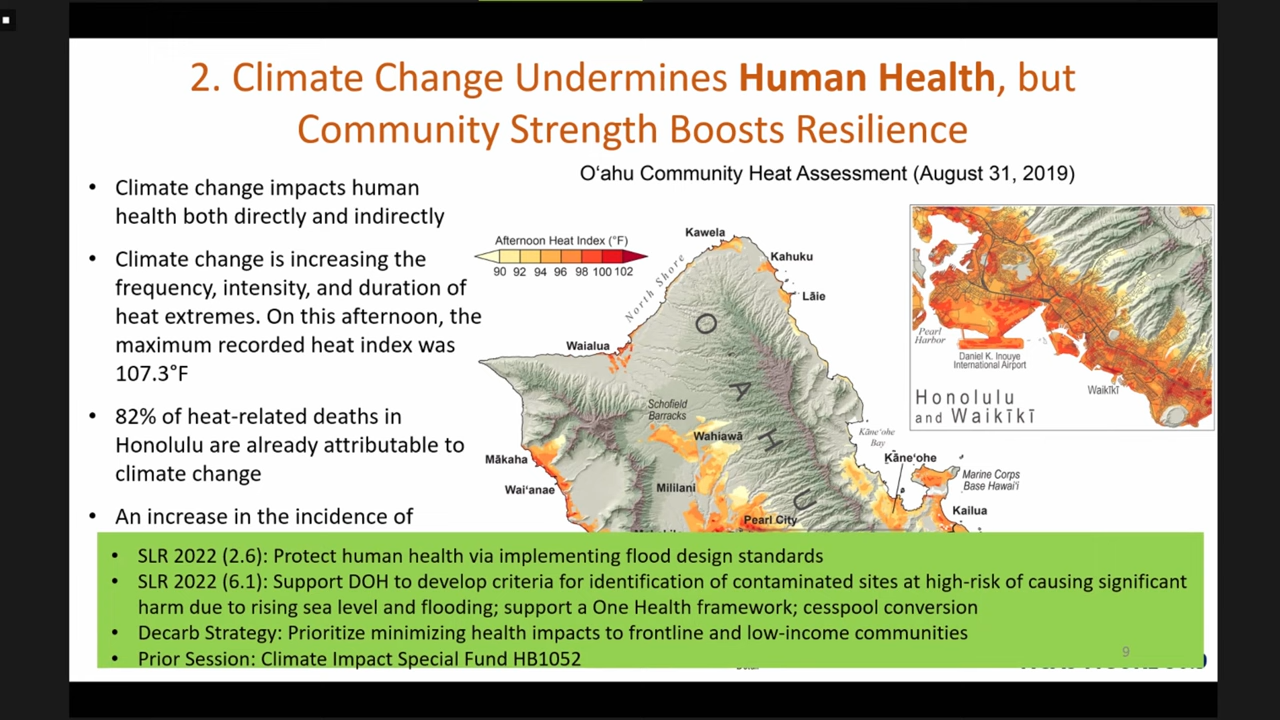 2. Climate Change Undermines Human Health, but
Community Strength Boosts Resilience
• Climate change impacts human
health both directly and indirectly
• Climate change is increasing the
frequency, intensity, and duration of
heat extremes. On this afternoon, the
maximum recorded heat index was
107.3°F
• 82% of heat-related deaths in
Honolulu are already attributable to
climate change
• An increase in the incidence of
Oʻahu Community Heat Assessment (August 31, 2019)
Afternoon Heat Index (°F)
90 92 94 96 98 100 102
North Shore
Kawela
Kahuku
Lāie
Waialua
OAHU
Schofield
Barracks
Wahiawā
Mākaha
Waiʻanae
Mililani
Pearl City
Kāneʻohe
Bay
Kāneʻohe
Marine Corps
Base Hawaiʻi
Kailua
Pearl
Harbor
Daniel K. Inouye
International Airport
Waikīkī
Honolulu
and Waikīkī
• SLR 2022 (2.6): Protect human health via implementing flood design standards
• SLR 2022 (6.1): Support DOH to develop criteria for identification of contaminated sites at high-risk of causing significant
harm due to rising sea level and flooding; support a One Health framework; cesspool conversion
• Decarb Strategy: Prioritize minimizing health impacts to frontline and low-income communities
• Prior Session: Climate Impact Special Fund HB1052
9